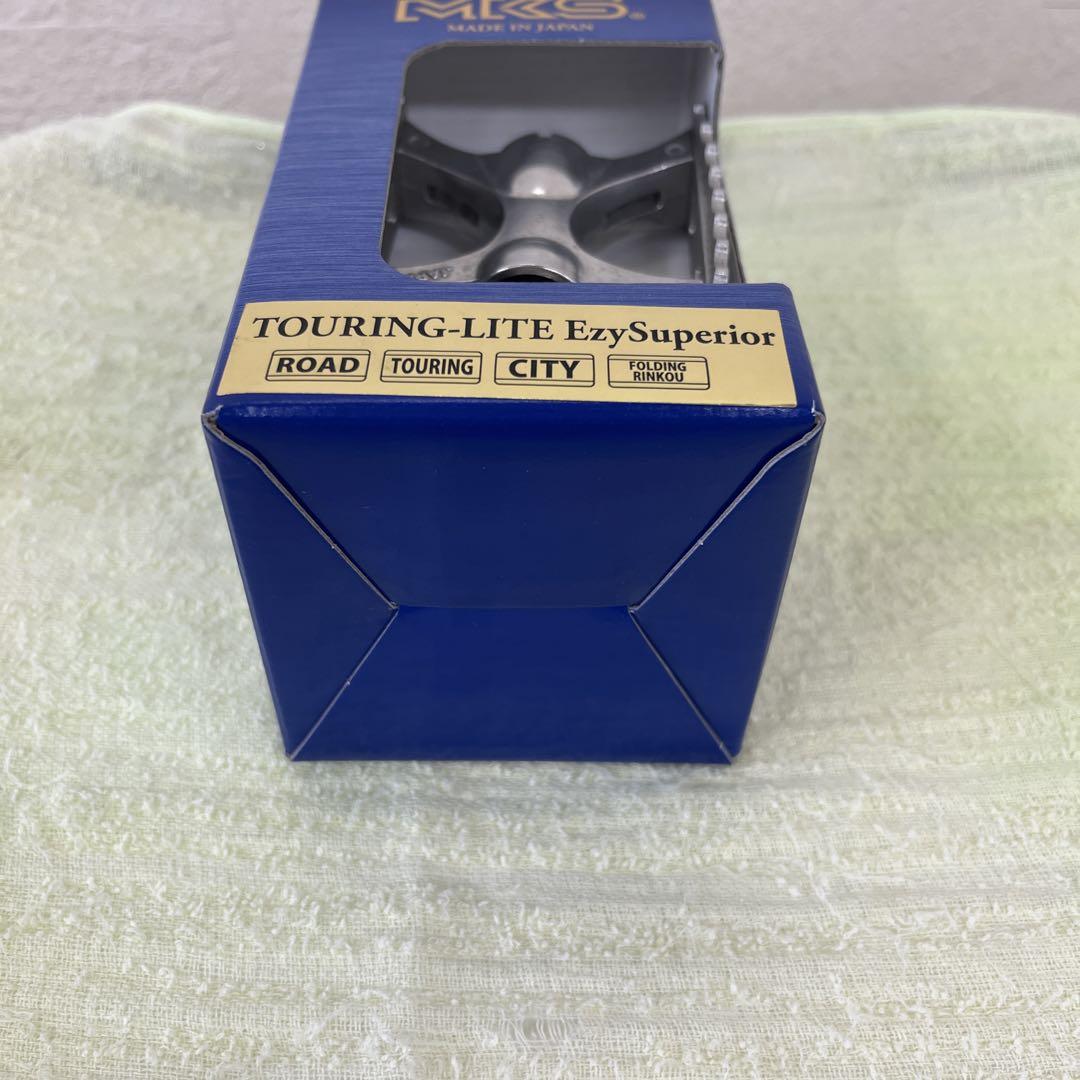 MKS®
MADE IN JAPAN
TOURING-LITE EzySuperior
ROAD TOURING CITY FOLDING RINKOU